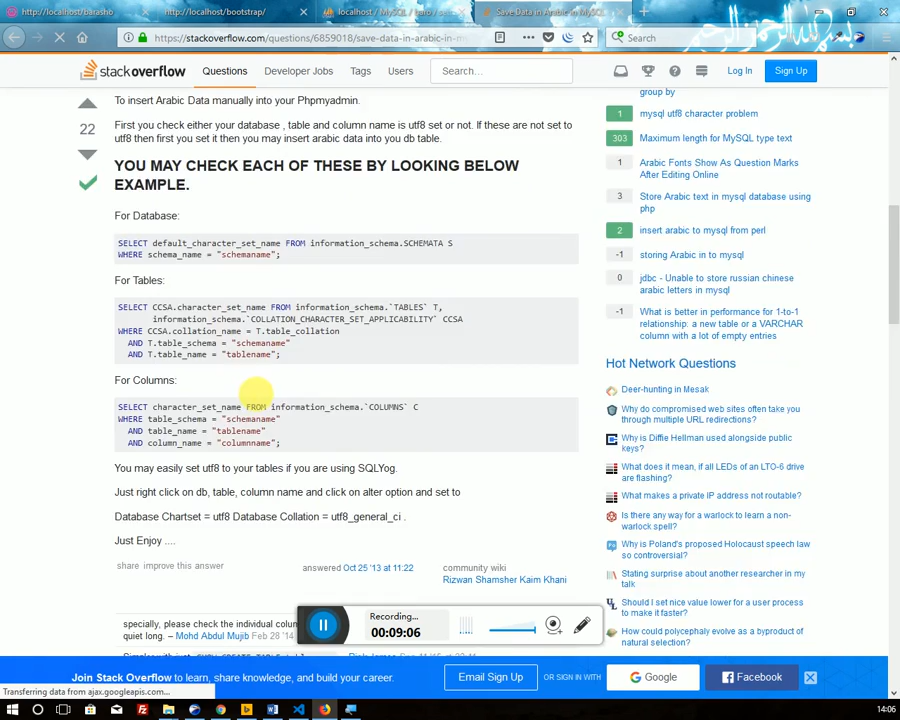 http://localhost/barashb
http://localhost/bootstrap/
localhost / MySQL / barb / sec
Save Data in Arabic in MySQL
https://stackoverflow.com/questions/6859018/save-data-in-arabic-in-m
Search
stackoverflow
Questions
Developer Jobs
Tags
Users
Search...
Log In
Sign Up
To insert Arabic Data manually into your Phpmyadmin.
22
First you check either your database , table and column name is utf8 set or not. If these are not set to
utf8 then first you set it then you may insert arabic data into you db table.
YOU MAY CHECK EACH OF THESE BY LOOKING BELOW
EXAMPLE.
For Database:
SELECT default_character_set_name FROM information_schema.SCHEMATA S
WHERE schema_name = "schemaname";
For Tables:
SELECT CCSA.character_set_name FROM information_schema.`TABLES` T,
information_schema.`COLLATION_CHARACTER_SET_APPLICABILITY` CCSA
WHERE CCSA.collation_name = T.table_collation
AND T.table_schema = "schemaname"
AND T.table_name = "tablename";
For Columns:
SELECT character_set_name FROM information_schema.`COLUMNS` C
WHERE table_schema = "schemaname"
AND table_name = "tablename"
AND column_name = "columnname";
You may easily set utf8 to your tables if you are using SQLYog.
Just right click on db, table, column name and click on alter option and set to
Database Chartset = utf8 Database Collation = utf8_general_ci .
Just Enjoy ....
share improve this answer
answered Oct 25 '13 at 11:22
community wiki
Rizwan Shamsher Kaim Khani
specially, please check the individual colum
quiet long. – Mohd Abdul Mujib Feb 28 '14
group by
1 mysql utf8 character problem
303 Maximum length for MySQL type text
1 Arabic Fonts Show As Question Marks
After Editing Online
3 Store Arabic text in mysql database using
php
2 insert arabic to mysql from perl
-1 storing Arabic in to mysql
0 jdbc - Unable to store russian chinese
arabic letters in mysql
-1 What is better in performance for 1-to-1
relationship: a new table or a VARCHAR
column with a lot of empty entries
Hot Network Questions
Deer-hunting in Mesak
Why do compromised web sites often take you
through multiple URL redirections?
Why is Diffie Hellman used alongside public
keys?
What does it mean, if all LEDs of an LTO-6 drive
are flashing?
What makes a private IP address not routable?
Is there any way for a warlock to learn a non-
warlock spell?
Why is Poland's proposed Holocaust speech law
so controversial?
Stating surprise about another researcher in my
talk
Should I set nice value lower for a user process
to make it faster?
How could polycephaly evolve as a byproduct of
natural selection?
Recording...
00:09:06
Join Stack Overflow to learn, share knowledge, and build your career.
Email Sign Up
OR SIGN IN WITH
Google
Facebook
Transferring data from ajax.googleapis.com...
14:06